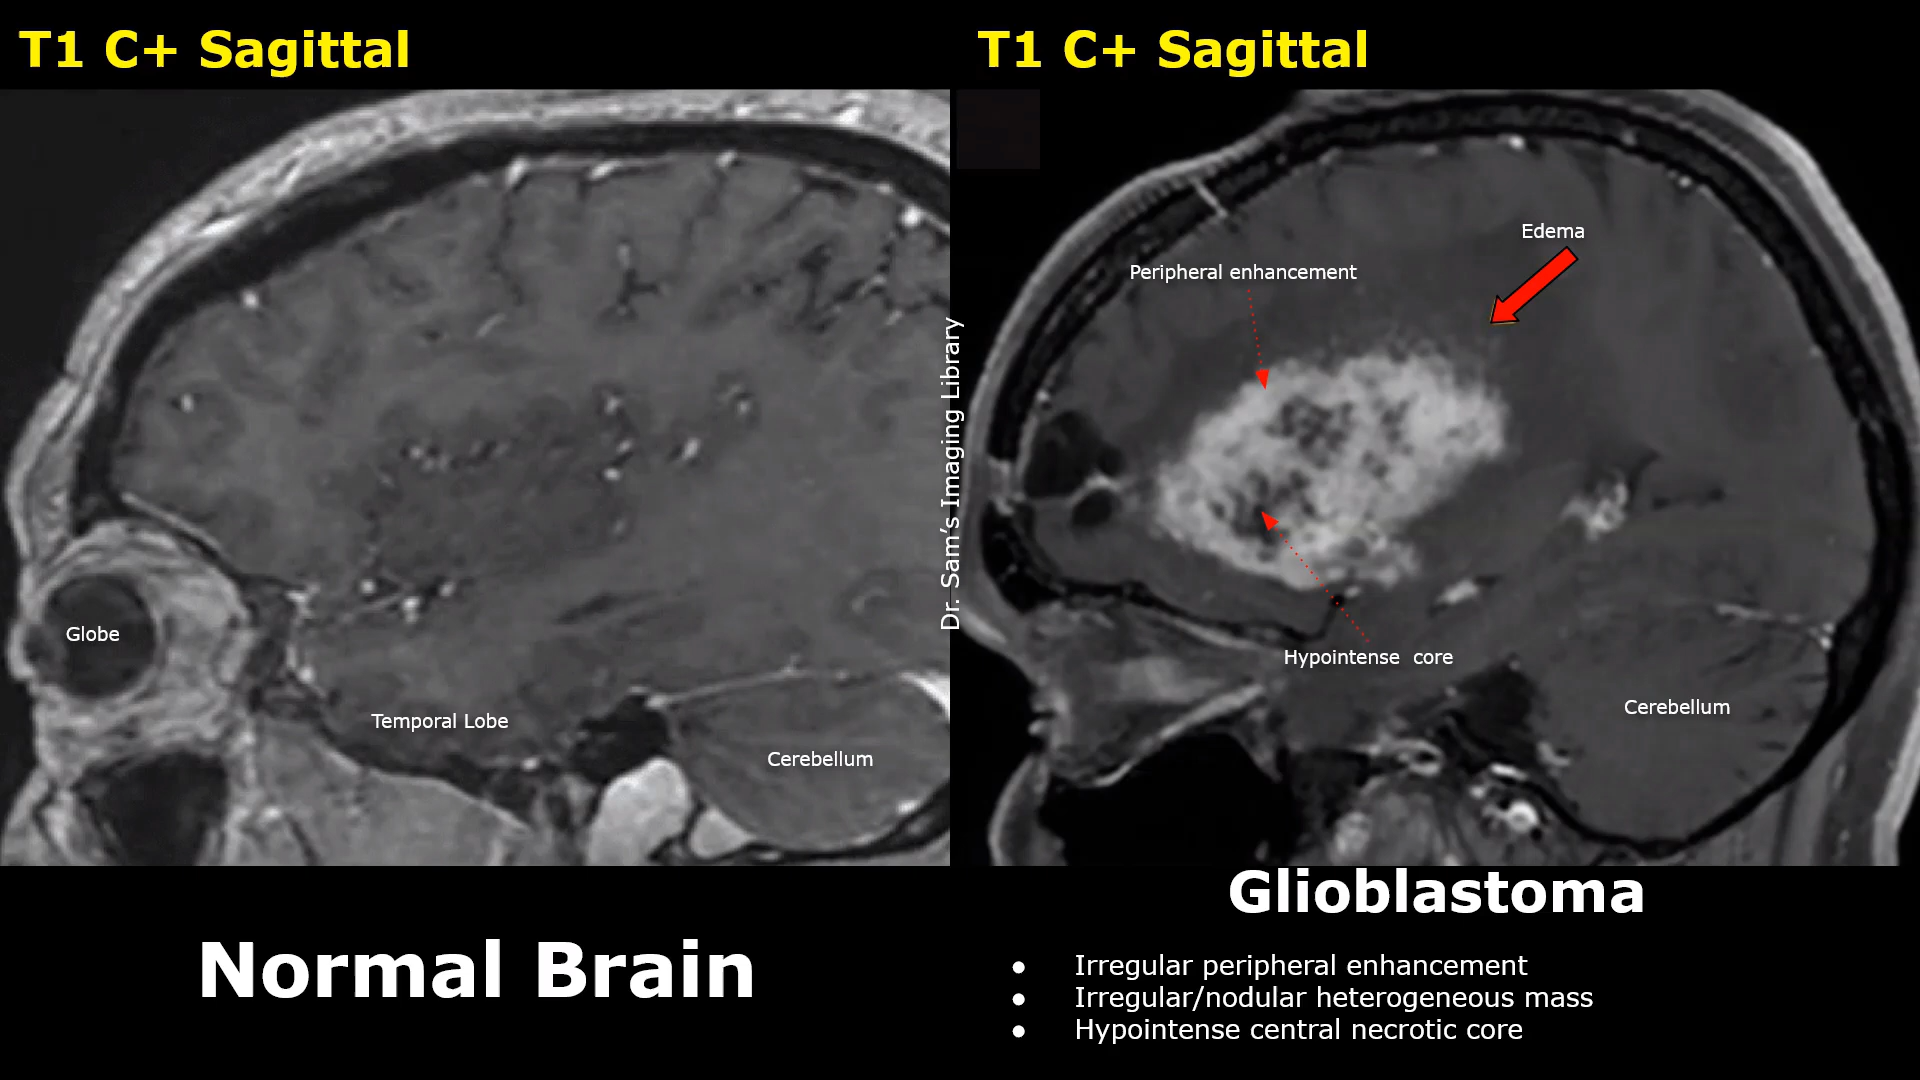 T1 C+ Sagittal
Globe
Temporal Lobe
Cerebellum
Normal Brain
Dr. Sam’s Imaging Library
T1 C+ Sagittal
Edema
Peripheral enhancement
Hypointense core
Cerebellum
Glioblastoma
• Irregular peripheral enhancement
• Irregular/nodular heterogeneous mass
• Hypointense central necrotic core